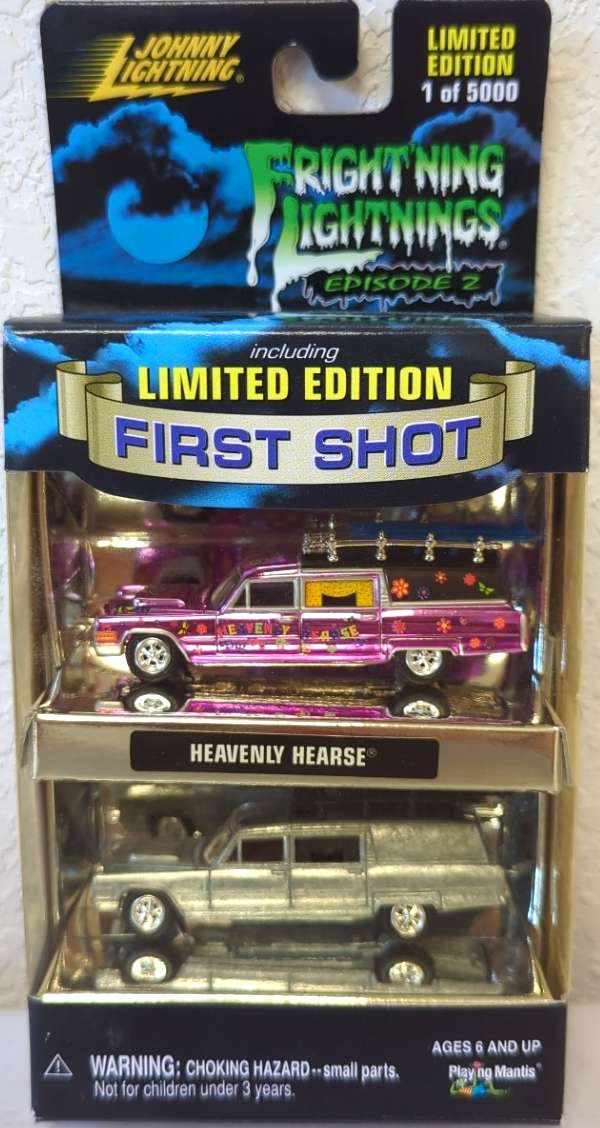 JOHNNY
LIGHTNING®
LIMITED
EDITION
1 of 5000
FRIGHT'NING
LIGHTNINGS®
EPISODE 2
including
LIMITED EDITION
FIRST SHOT
HEAVENLY HEARSE
HEAVENLY HEARSE®
AGES 6 AND UP
WARNING: CHOKING HAZARD--small parts.
Not for children under 3 years.
Playing Mantis®